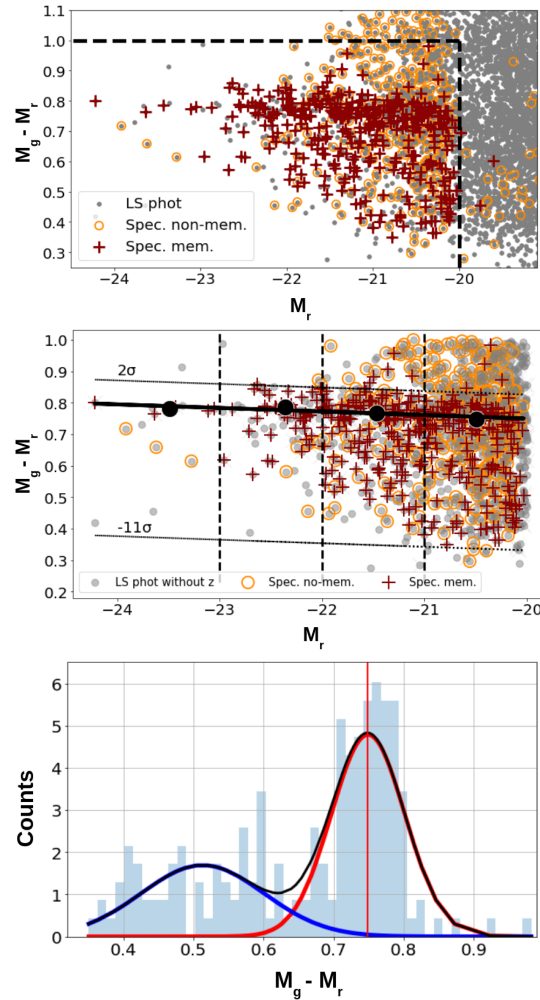 1.1
1.0
0.9
0.8
0.7
0.6
0.5
0.4
0.3
M_g - M_r
LS phot
Spec. non-mem.
Spec. mem.
−24 −23 −22 −21 −20
M_r
1.0
0.9
0.8
0.7
0.6
0.5
0.4
0.3
0.2
M_g - M_r
2σ
-11σ
LS phot without z Spec. no-mem. Spec. mem.
−24 −23 −22 −21 −20
M_r
6
5
4
3
2
1
0
Counts
0.4 0.5 0.6 0.7 0.8 0.9
M_g - M_r